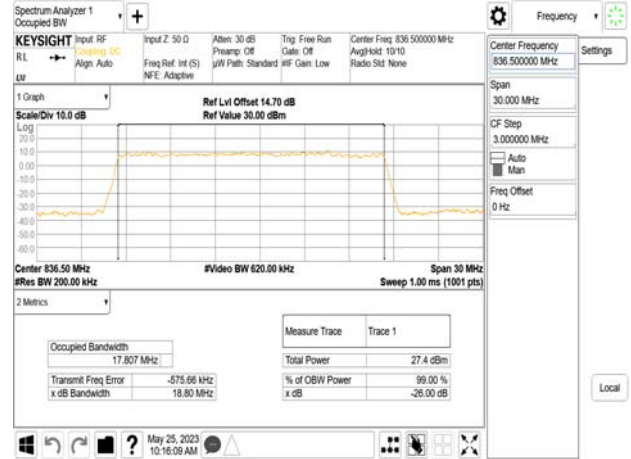 Spectrum Analyzer 1
Occupied BW
Frequency
KEYSIGHT
RL
LXI
Input: RF
Coupling: DC
Align: Auto
Input Z: 50 Ω
Freq Ref: Int (S)
NFE: Adaptive
Atten: 30 dB
Preamp: Off
µW Path: Standard
Trig: Free Run
Gate: Off
#IF Gain: Low
Center Freq: 836.500000 MHz
Avg|Hold: 10/10
Radio Std: None
Center Frequency
836.500000 MHz
Settings
Span
30.000 MHz
CF Step
3.000000 MHz
Auto
Man
Freq Offset
0 Hz
Local
1 Graph
Scale/Div 10.0 dB
Ref Lvl Offset 14.70 dB
Ref Value 30.00 dBm
Log
20.0
10.0
0.00
-10.0
-20.0
-30.0
-40.0
-50.0
-60.0
Center 836.50 MHz
#Res BW 200.00 kHz
#Video BW 620.00 kHz
Span 30 MHz
Sweep 1.00 ms (1001 pts)
2 Metrics
Occupied Bandwidth
17.807 MHz
Transmit Freq Error -575.66 kHz
x dB Bandwidth 18.80 MHz
Measure Trace Trace 1
Total Power 27.4 dBm
% of OBW Power 99.00 %
x dB -26.00 dB
?
May 25, 2023
10:16:09 AM